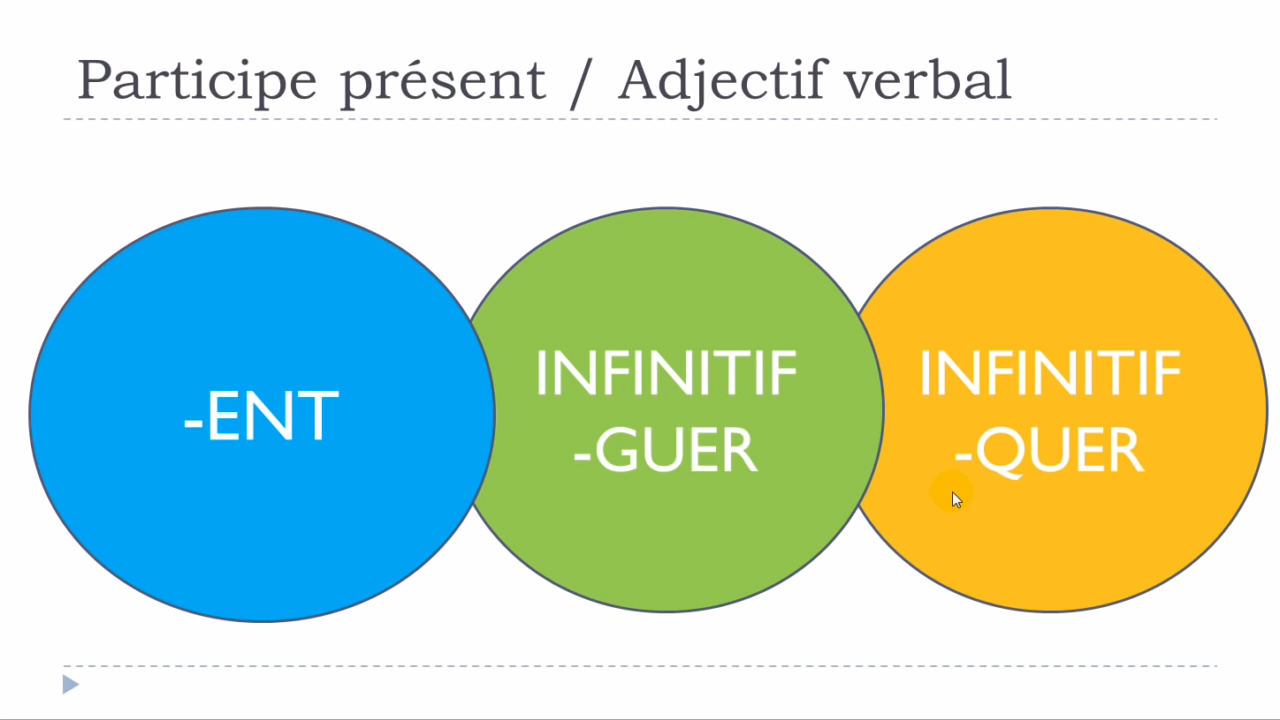 Participe présent / Adjectif verbal
-ENT
INFINITIF
-GUER
INFINITIF
-QUER